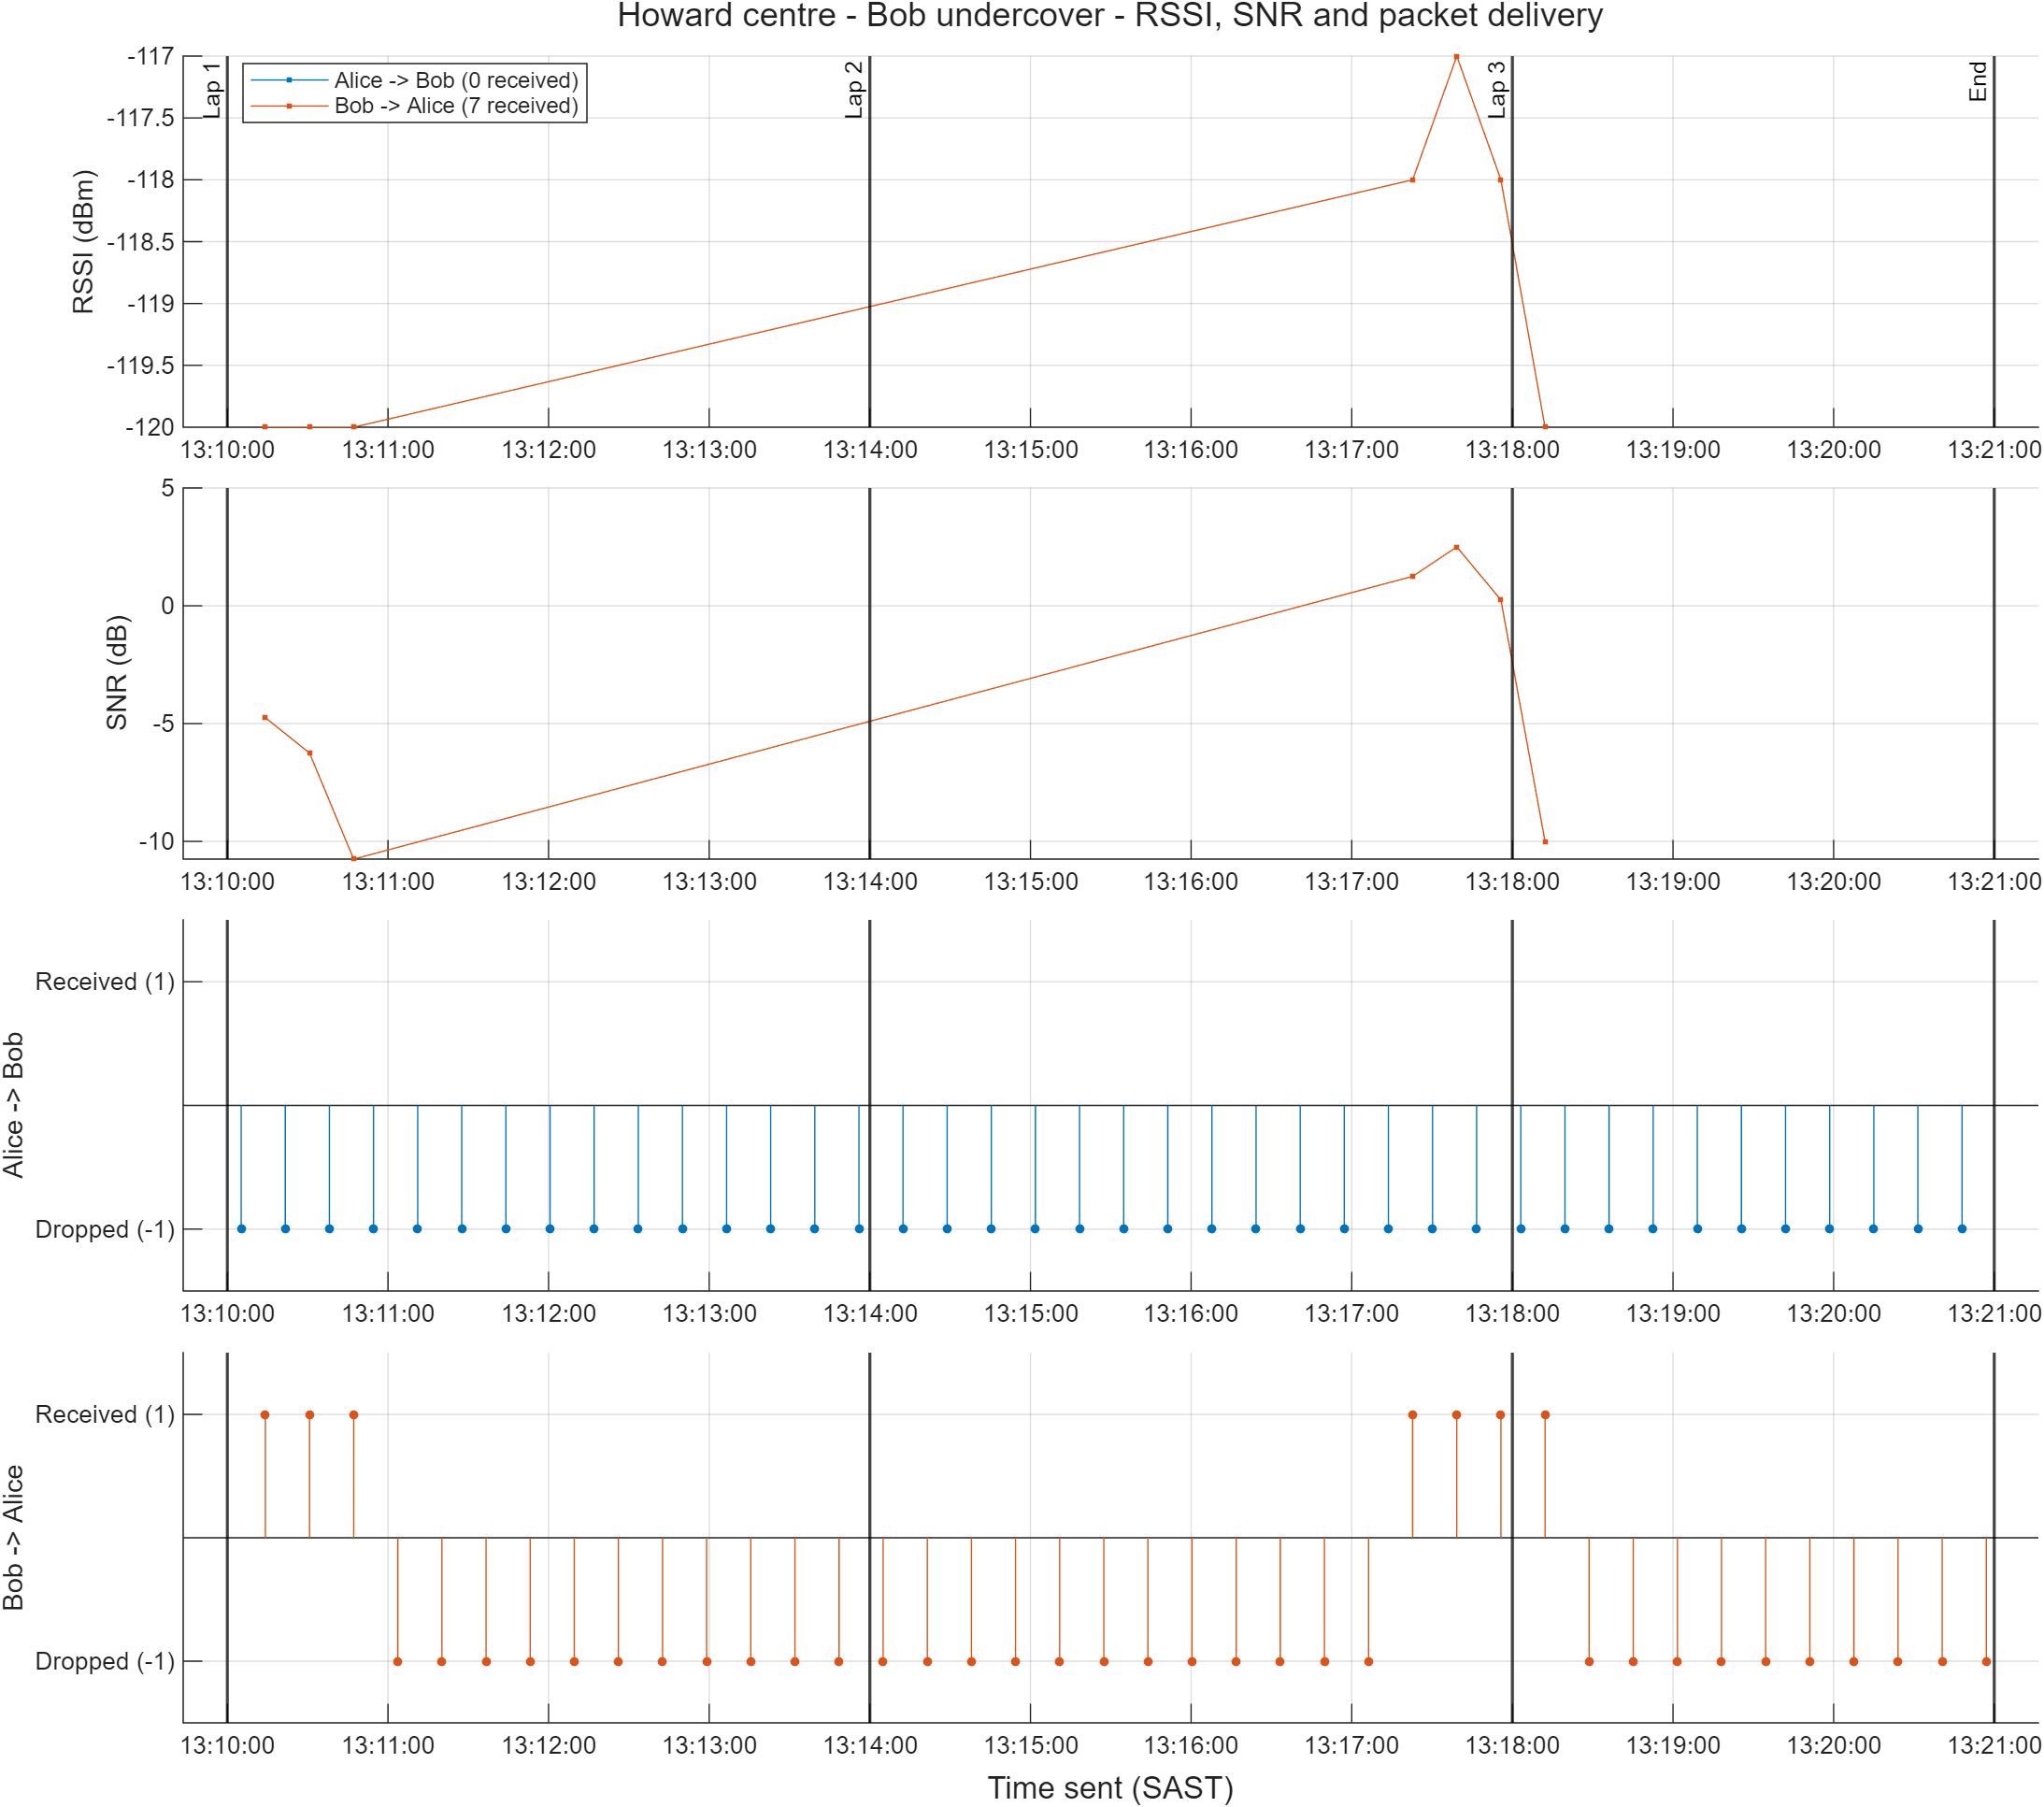 Howard centre - Bob undercover - RSSI, SNR and packet delivery
-117
-117.5
-118
-118.5
-119
-119.5
-120
RSSI (dBm)
Lap 1
Lap 2
Lap 3
End
Alice -> Bob (0 received)
Bob -> Alice (7 received)
13:10:00 13:11:00 13:12:00 13:13:00 13:14:00 13:15:00 13:16:00 13:17:00 13:18:00 13:19:00 13:20:00 13:21:00
5
0
-5
-10
SNR (dB)
13:10:00 13:11:00 13:12:00 13:13:00 13:14:00 13:15:00 13:16:00 13:17:00 13:18:00 13:19:00 13:20:00 13:21:00
Received (1)
Dropped (-1)
Alice -> Bob
13:10:00 13:11:00 13:12:00 13:13:00 13:14:00 13:15:00 13:16:00 13:17:00 13:18:00 13:19:00 13:20:00 13:21:00
Received (1)
Dropped (-1)
Bob -> Alice
13:10:00 13:11:00 13:12:00 13:13:00 13:14:00 13:15:00 13:16:00 13:17:00 13:18:00 13:19:00 13:20:00 13:21:00
Time sent (SAST)